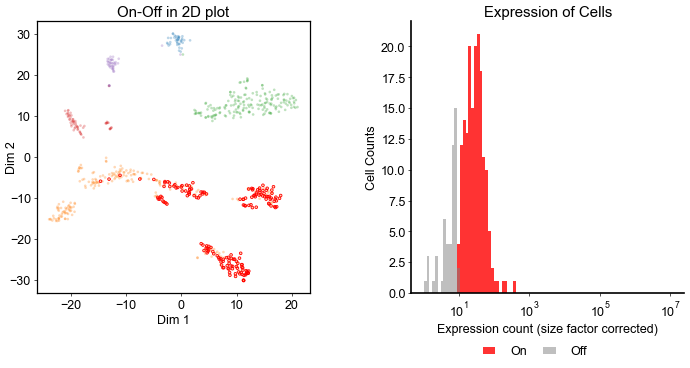 On-Off in 2D plot
30
20
10
0
−10
−20
−30
Dim 2
−20 −10 0 10 20
Dim 1
Expression of Cells
20.0
17.5
15.0
12.5
10.0
7.5
5.0
2.5
0.0
Cell Counts
10^1 10^3 10^5 10^7
Expression count (size factor corrected)
On Off